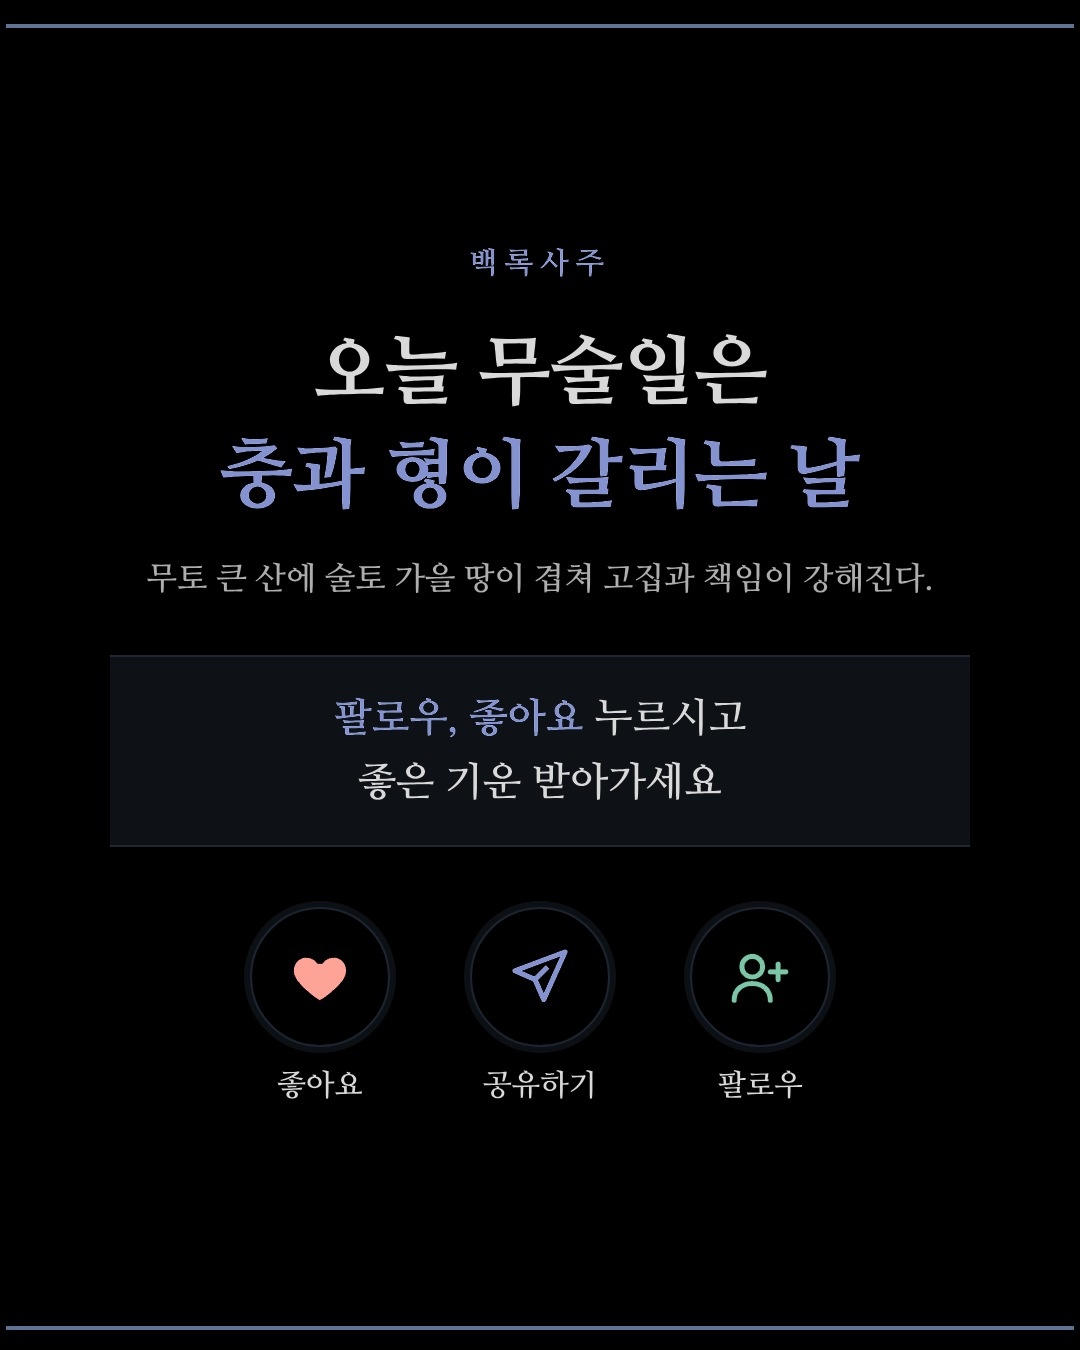 백록사주
오늘 무술일은
충과 형이 갈리는 날
무토 큰 산에 술토 가을 땅이 겹쳐 고집과 책임이 강해진다.
팔로우, 좋아요 누르시고
좋은 기운 받아가세요
좋아요 공유하기 팔로우